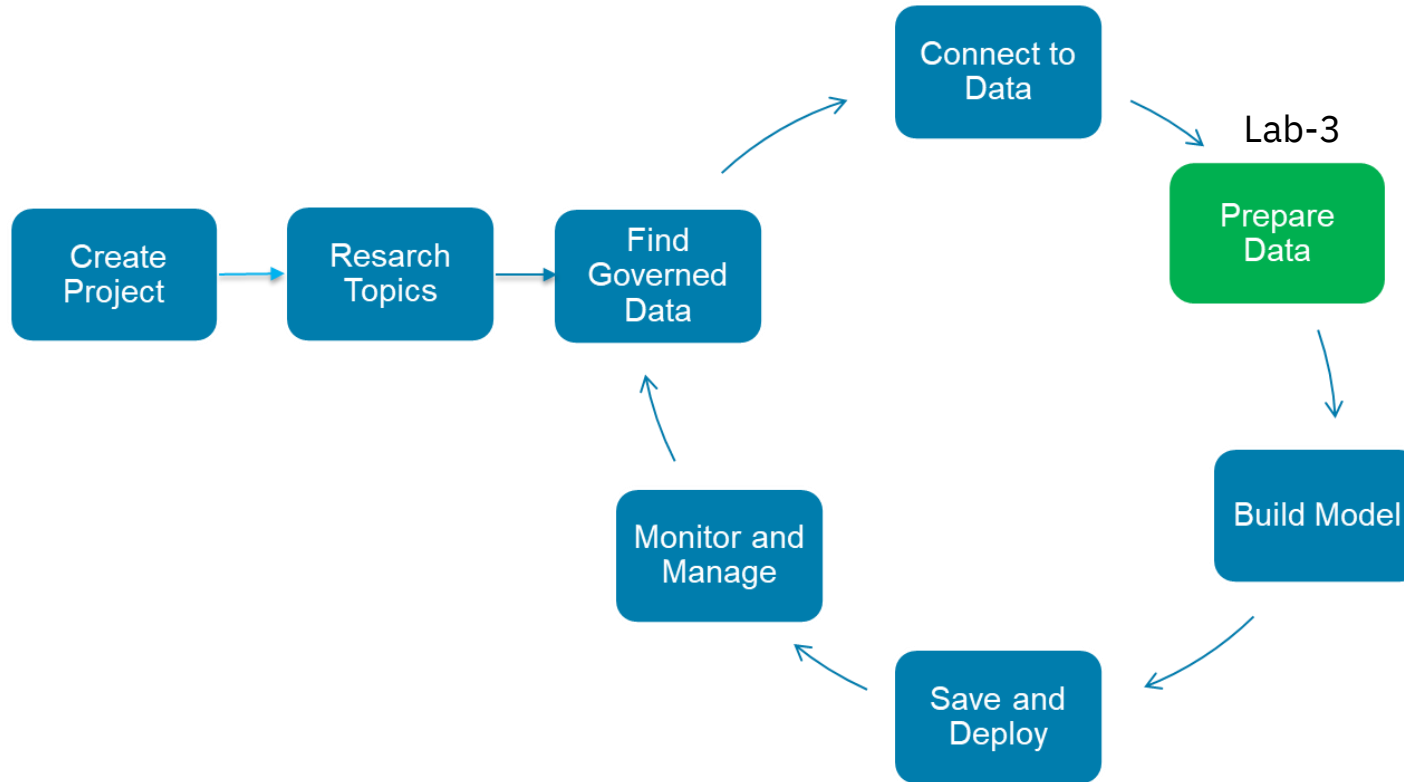 Create
Project
Resarch
Topics
Find
Governed
Data
Connect to
Data
Lab-3
Prepare
Data
Build Model
Save and
Deploy
Monitor and
Manage